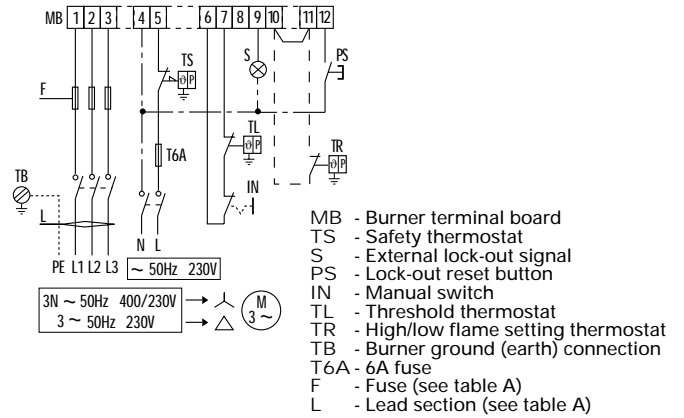 MB 1 2 3 4 5 6 7 8 9 10 11 12
TS
ϑ P
S
PS
F
T6A
TL
ϑ P
TR
ϑ P
TB
IN
L
N L
PE L1 L2 L3
~ 50Hz 230V
3N ~ 50Hz 400/230V
3 ~ 50Hz 230V
M
3 ~
MB - Burner terminal board
TS - Safety thermostat
S - External lock-out signal
PS - Lock-out reset button
IN - Manual switch
TL - Threshold thermostat
TR - High/low flame setting thermostat
TB - Burner ground (earth) connection
T6A - 6A fuse
F - Fuse (see table A)
L - Lead section (see table A)